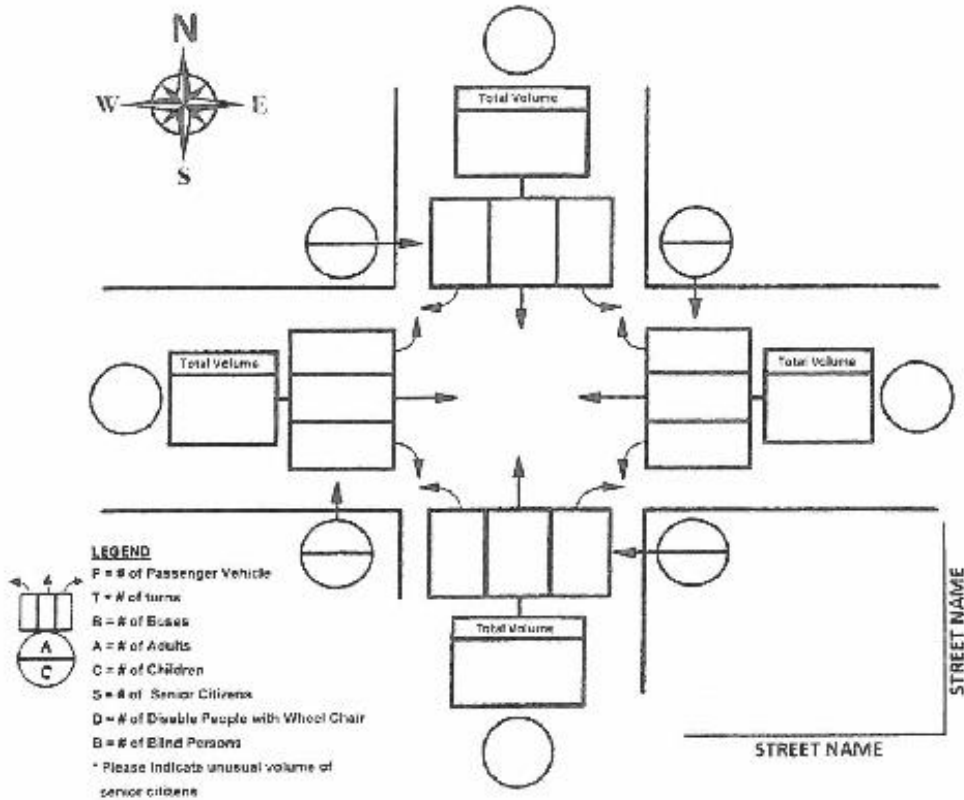 N
W E
S
Total Volume
Total Volume
Total Volume
LEGEND
P = # of Passenger Vehicle
T = # of turns
B = # of Buses
A
A = # of Adults
C
C = # of Children
S = # of Senior Citizens
D = # of Disable People with Wheel Chair
B = # of Blind Persons
* Please indicate unusual volume of
senior citizens
Total Volume
STREET NAME
STREET NAME